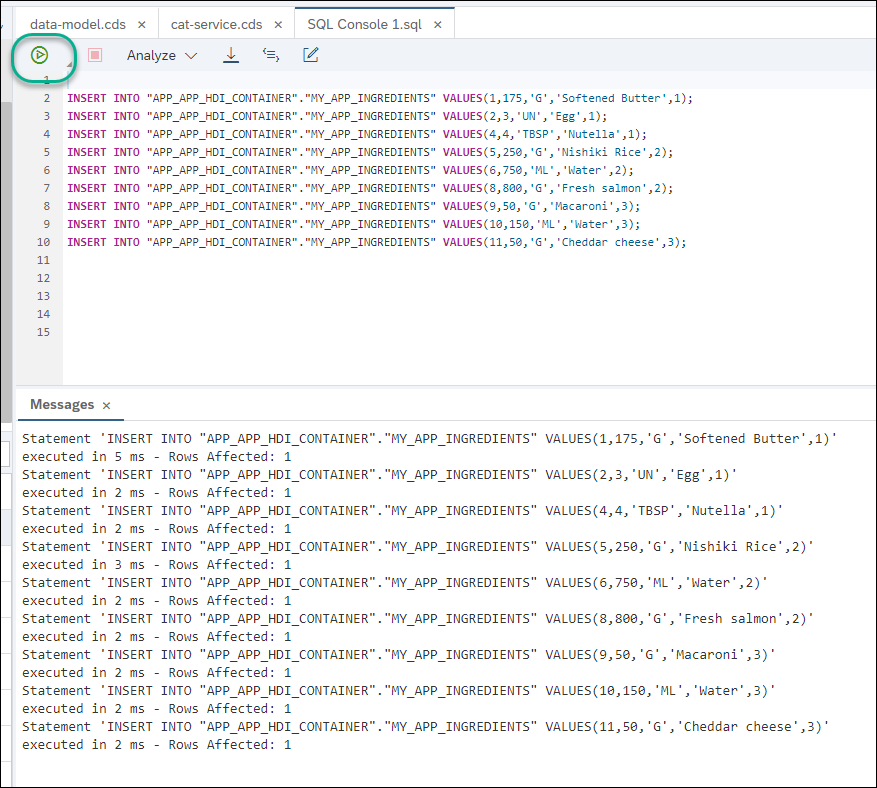 data-model.cds × cat-service.cds × SQL Console 1.sql ×
Analyze
1
2 INSERT INTO "APP_APP_HDI_CONTAINER"."MY_APP_INGREDIENTS" VALUES(1,175,'G','Softened Butter',1);
3 INSERT INTO "APP_APP_HDI_CONTAINER"."MY_APP_INGREDIENTS" VALUES(2,3,'UN','Egg',1);
4 INSERT INTO "APP_APP_HDI_CONTAINER"."MY_APP_INGREDIENTS" VALUES(4,4,'TBSP','Nutella',1);
5 INSERT INTO "APP_APP_HDI_CONTAINER"."MY_APP_INGREDIENTS" VALUES(5,250,'G','Nishiki Rice',2);
6 INSERT INTO "APP_APP_HDI_CONTAINER"."MY_APP_INGREDIENTS" VALUES(6,750,'ML','Water',2);
7 INSERT INTO "APP_APP_HDI_CONTAINER"."MY_APP_INGREDIENTS" VALUES(8,800,'G','Fresh salmon',2);
8 INSERT INTO "APP_APP_HDI_CONTAINER"."MY_APP_INGREDIENTS" VALUES(9,50,'G','Macaroni',3);
9 INSERT INTO "APP_APP_HDI_CONTAINER"."MY_APP_INGREDIENTS" VALUES(10,150,'ML','Water',3);
10 INSERT INTO "APP_APP_HDI_CONTAINER"."MY_APP_INGREDIENTS" VALUES(11,50,'G','Cheddar cheese',3);
11
12
13
14
15
Messages ×
Statement 'INSERT INTO "APP_APP_HDI_CONTAINER"."MY_APP_INGREDIENTS" VALUES(1,175,'G','Softened Butter',1)'
executed in 5 ms - Rows Affected: 1
Statement 'INSERT INTO "APP_APP_HDI_CONTAINER"."MY_APP_INGREDIENTS" VALUES(2,3,'UN','Egg',1)'
executed in 2 ms - Rows Affected: 1
Statement 'INSERT INTO "APP_APP_HDI_CONTAINER"."MY_APP_INGREDIENTS" VALUES(4,4,'TBSP','Nutella',1)'
executed in 2 ms - Rows Affected: 1
Statement 'INSERT INTO "APP_APP_HDI_CONTAINER"."MY_APP_INGREDIENTS" VALUES(5,250,'G','Nishiki Rice',2)'
executed in 3 ms - Rows Affected: 1
Statement 'INSERT INTO "APP_APP_HDI_CONTAINER"."MY_APP_INGREDIENTS" VALUES(6,750,'ML','Water',2)'
executed in 2 ms - Rows Affected: 1
Statement 'INSERT INTO "APP_APP_HDI_CONTAINER"."MY_APP_INGREDIENTS" VALUES(8,800,'G','Fresh salmon',2)'
executed in 2 ms - Rows Affected: 1
Statement 'INSERT INTO "APP_APP_HDI_CONTAINER"."MY_APP_INGREDIENTS" VALUES(9,50,'G','Macaroni',3)'
executed in 2 ms - Rows Affected: 1
Statement 'INSERT INTO "APP_APP_HDI_CONTAINER"."MY_APP_INGREDIENTS" VALUES(10,150,'ML','Water',3)'
executed in 2 ms - Rows Affected: 1
Statement 'INSERT INTO "APP_APP_HDI_CONTAINER"."MY_APP_INGREDIENTS" VALUES(11,50,'G','Cheddar cheese',3)'
executed in 2 ms - Rows Affected: 1